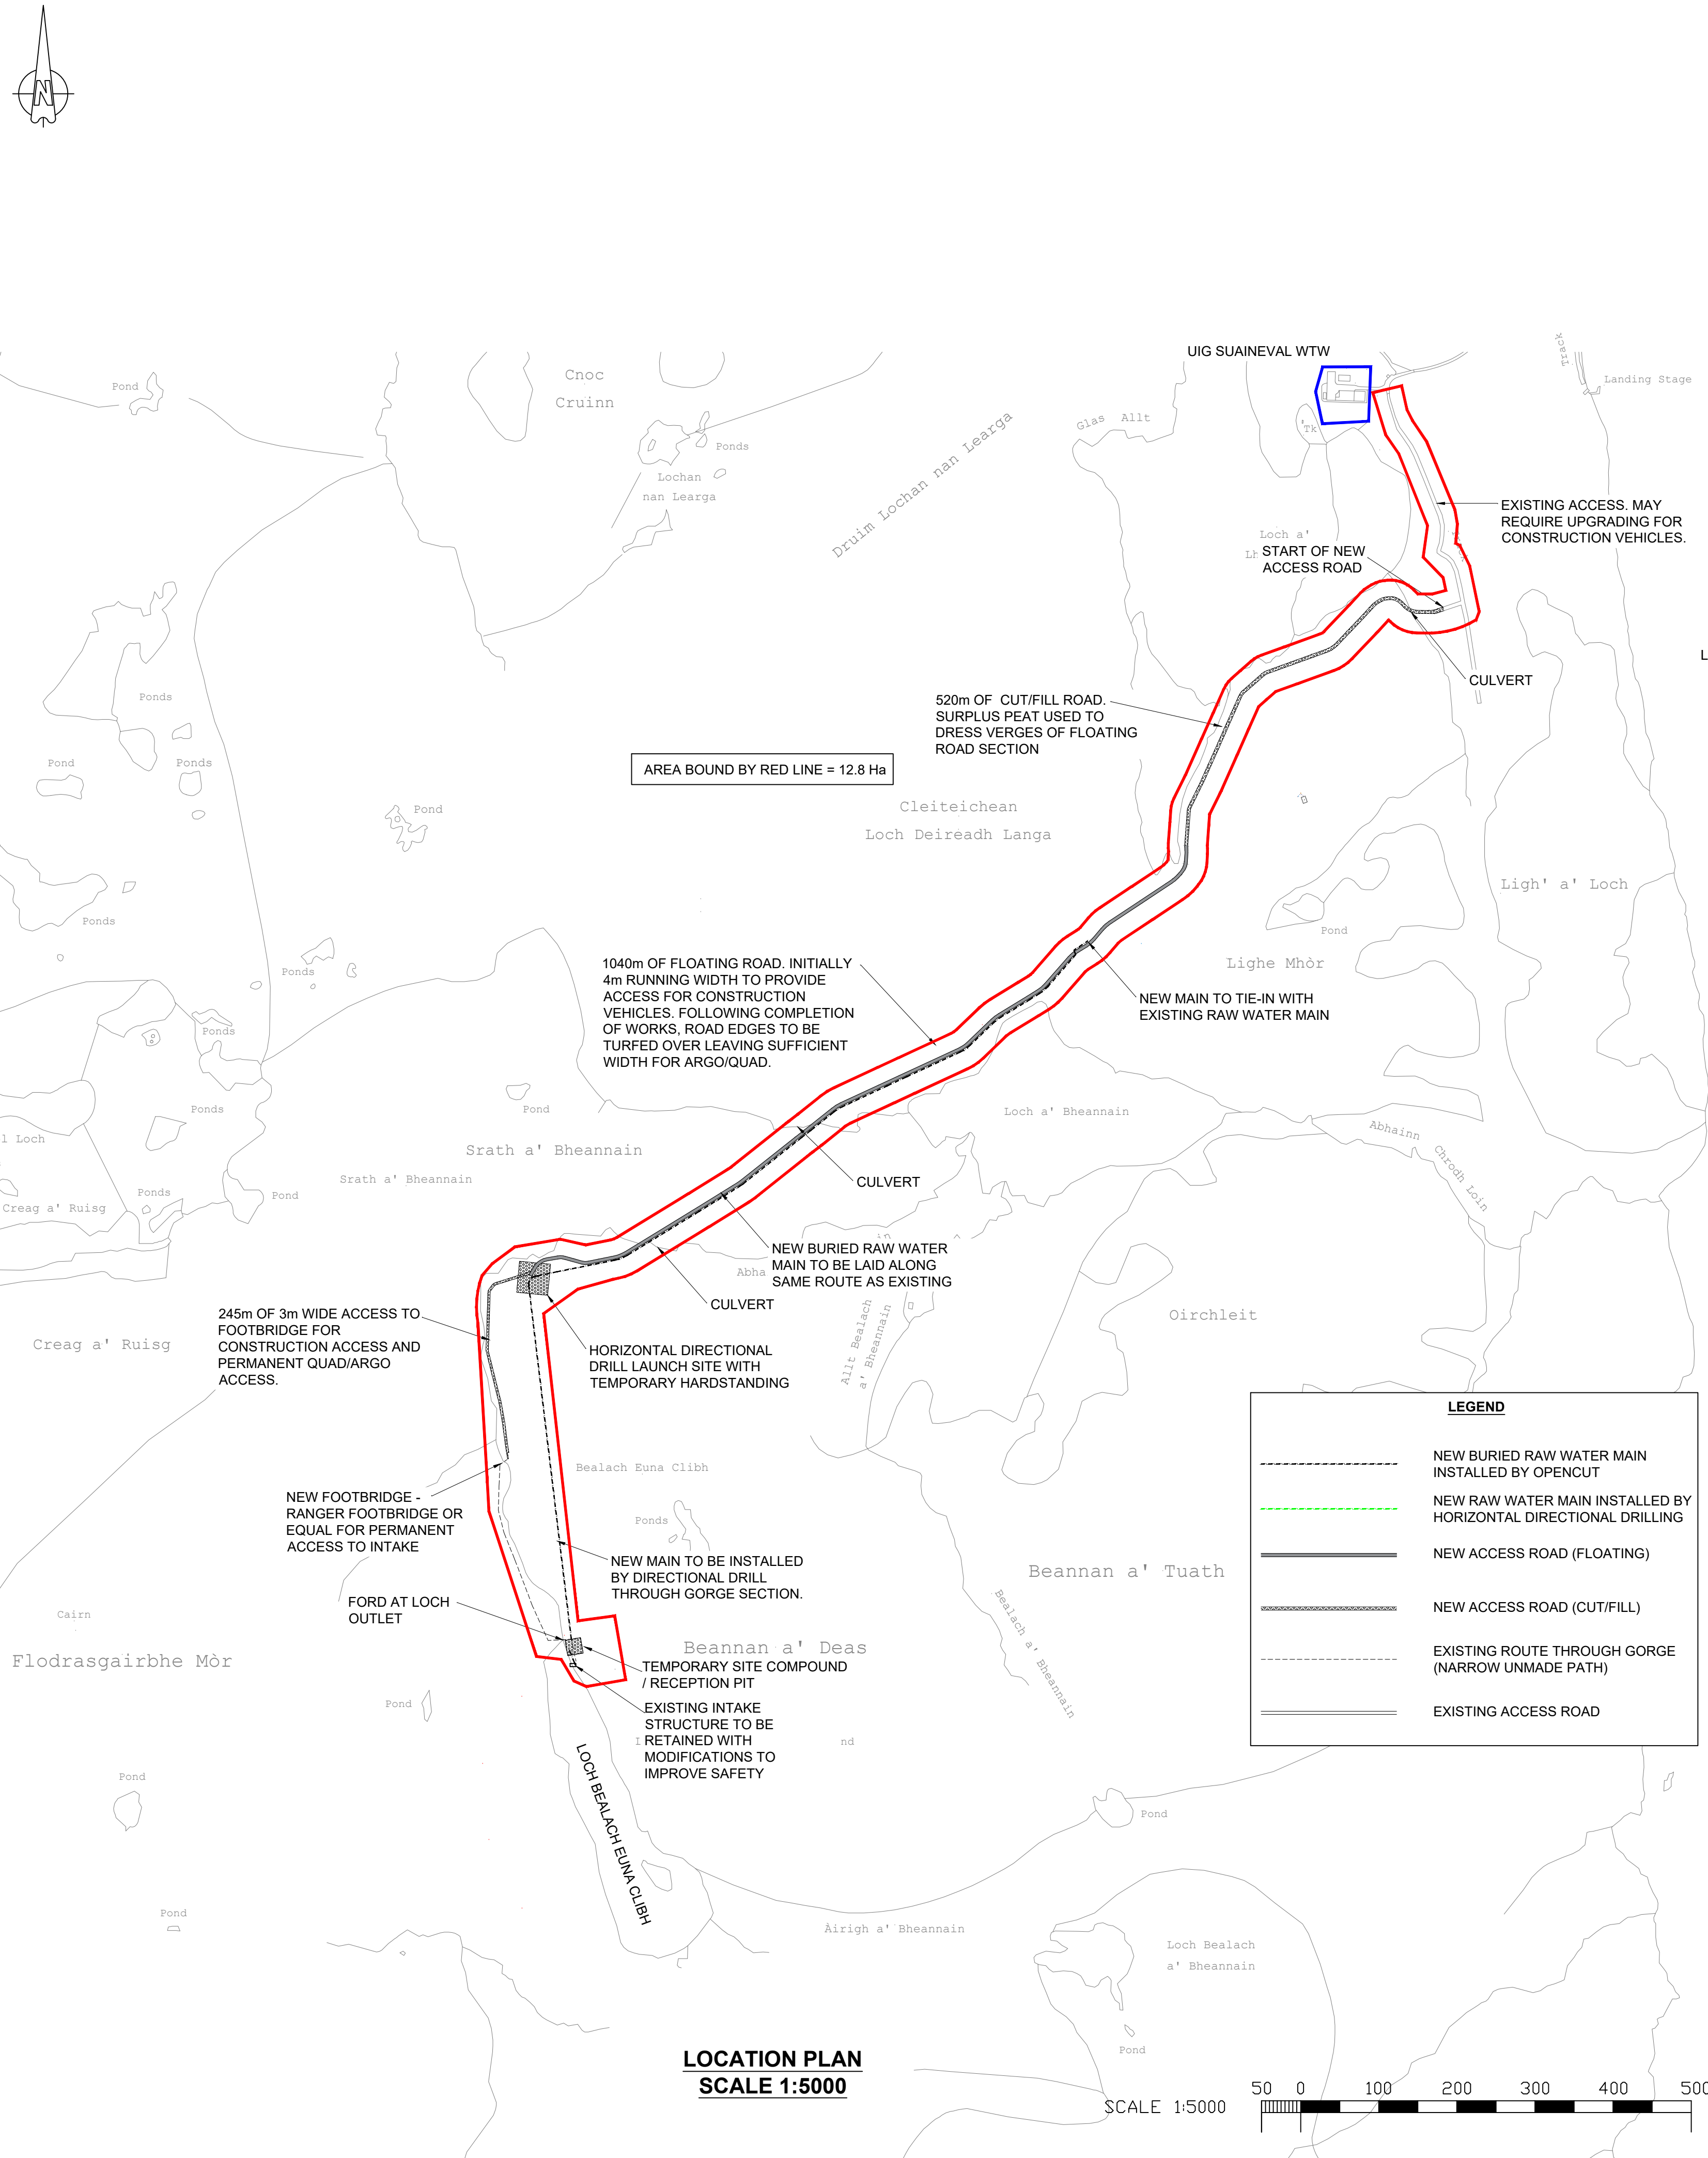 N
UIG SUAINEVAL WTW
Track
Landing Stage
Cnoc
Cruinn
Pond
Glas Allt
Tk
Ponds
Lochan
nan Learga
Druim Lochan nan Learga
EXISTING ACCESS. MAY
REQUIRE UPGRADING FOR
CONSTRUCTION VEHICLES.
Loch a'
START OF NEW
ACCESS ROAD
L
CULVERT
Ponds
520m OF CUT/FILL ROAD.
SURPLUS PEAT USED TO
DRESS VERGES OF FLOATING
ROAD SECTION
Pond
Ponds
AREA BOUND BY RED LINE = 12.8 Ha
Pond
Cleiteichean
Loch Deireadh Langa
Ligh' a' Loch
Ponds
Pond
Lighe Mhòr
Ponds
1040m OF FLOATING ROAD. INITIALLY
4m RUNNING WIDTH TO PROVIDE
ACCESS FOR CONSTRUCTION
VEHICLES. FOLLOWING COMPLETION
OF WORKS, ROAD EDGES TO BE
TURFED OVER LEAVING SUFFICIENT
WIDTH FOR ARGO/QUAD.
NEW MAIN TO TIE-IN WITH
EXISTING RAW WATER MAIN
Ponds
Ponds
Pond
Loch a' Bheannain
Abhainn Chrodh Loin
l Loch
Srath a' Bheannain
Srath a' Bheannain
CULVERT
Ponds
Pond
Creag a' Ruisg
NEW BURIED RAW WATER
MAIN TO BE LAID ALONG
SAME ROUTE AS EXISTING
Abha
CULVERT
245m OF 3m WIDE ACCESS TO
FOOTBRIDGE FOR
CONSTRUCTION ACCESS AND
PERMANENT QUAD/ARGO
ACCESS.
Creag a' Ruisg
Allt Bealach
a' Bheannain
Oirchleit
HORIZONTAL DIRECTIONAL
DRILL LAUNCH SITE WITH
TEMPORARY HARDSTANDING
LEGEND
NEW BURIED RAW WATER MAIN
INSTALLED BY OPENCUT
NEW RAW WATER MAIN INSTALLED BY
HORIZONTAL DIRECTIONAL DRILLING
NEW ACCESS ROAD (FLOATING)
NEW ACCESS ROAD (CUT/FILL)
EXISTING ROUTE THROUGH GORGE
(NARROW UNMADE PATH)
EXISTING ACCESS ROAD
Bealach Euna Clibh
NEW FOOTBRIDGE -
RANGER FOOTBRIDGE OR
EQUAL FOR PERMANENT
ACCESS TO INTAKE
Ponds
NEW MAIN TO BE INSTALLED
BY DIRECTIONAL DRILL
THROUGH GORGE SECTION.
Beannan a' Tuath
FORD AT LOCH
OUTLET
Cairn
Flodrasgairbhe Mòr
Beannan a' Deas
Bealach a' Bheannain
TEMPORARY SITE COMPOUND
/ RECEPTION PIT
Pond
EXISTING INTAKE
STRUCTURE TO BE
RETAINED WITH
MODIFICATIONS TO
IMPROVE SAFETY
nd
LOCH BEALACH EUNA CLIBH
Pond
Pond
Pond
Àirigh a' Bheannain
Loch Bealach
a' Bheannain
Pond
LOCATION PLAN
SCALE 1:5000
SCALE 1:5000
50 0 100 200 300 400 500